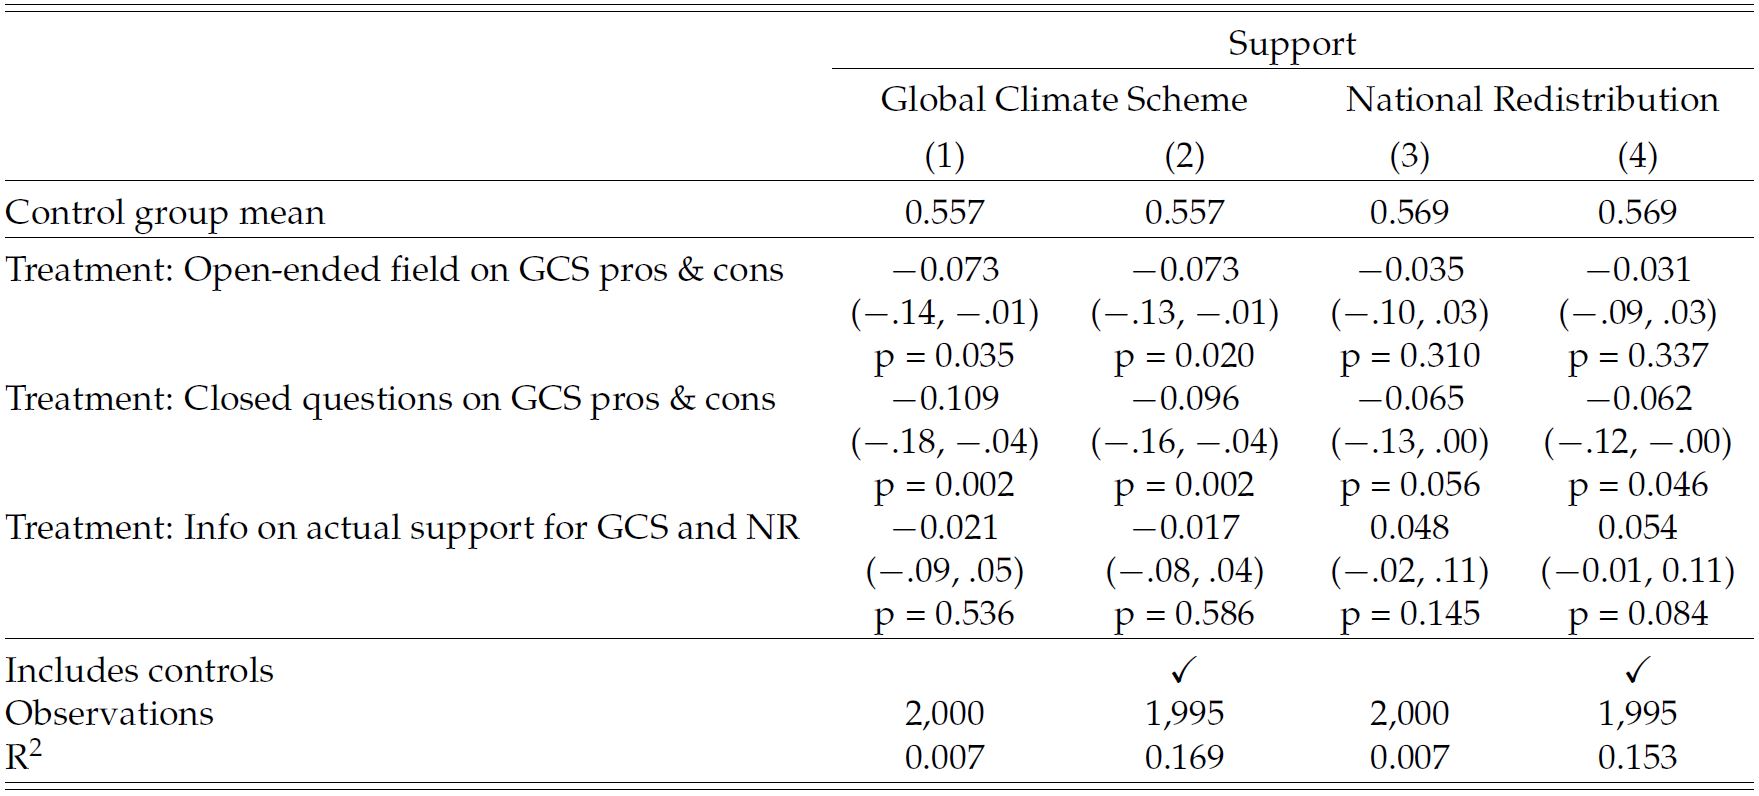 Support
Global Climate Scheme National Redistribution
(1) (2) (3) (4)
Control group mean 0.557 0.557 0.569 0.569
Treatment: Open-ended field on GCS pros & cons −0.073 −0.073 −0.035 −0.031
(−.14, −.01) (−.13, −.01) (−.10, .03) (−.09, .03)
p = 0.035 p = 0.020 p = 0.310 p = 0.337
Treatment: Closed questions on GCS pros & cons −0.109 −0.096 −0.065 −0.062
(−.18, −.04) (−.16, −.04) (−.13, .00) (−.12, −.00)
p = 0.002 p = 0.002 p = 0.056 p = 0.046
Treatment: Info on actual support for GCS and NR −0.021 −0.017 0.048 0.054
(−.09, .05) (−.08, .04) (−.02, .11) (−0.01, 0.11)
p = 0.536 p = 0.586 p = 0.145 p = 0.084
Includes controls ✓ ✓
Observations 2,000 1,995 2,000 1,995
R² 0.007 0.169 0.007 0.153